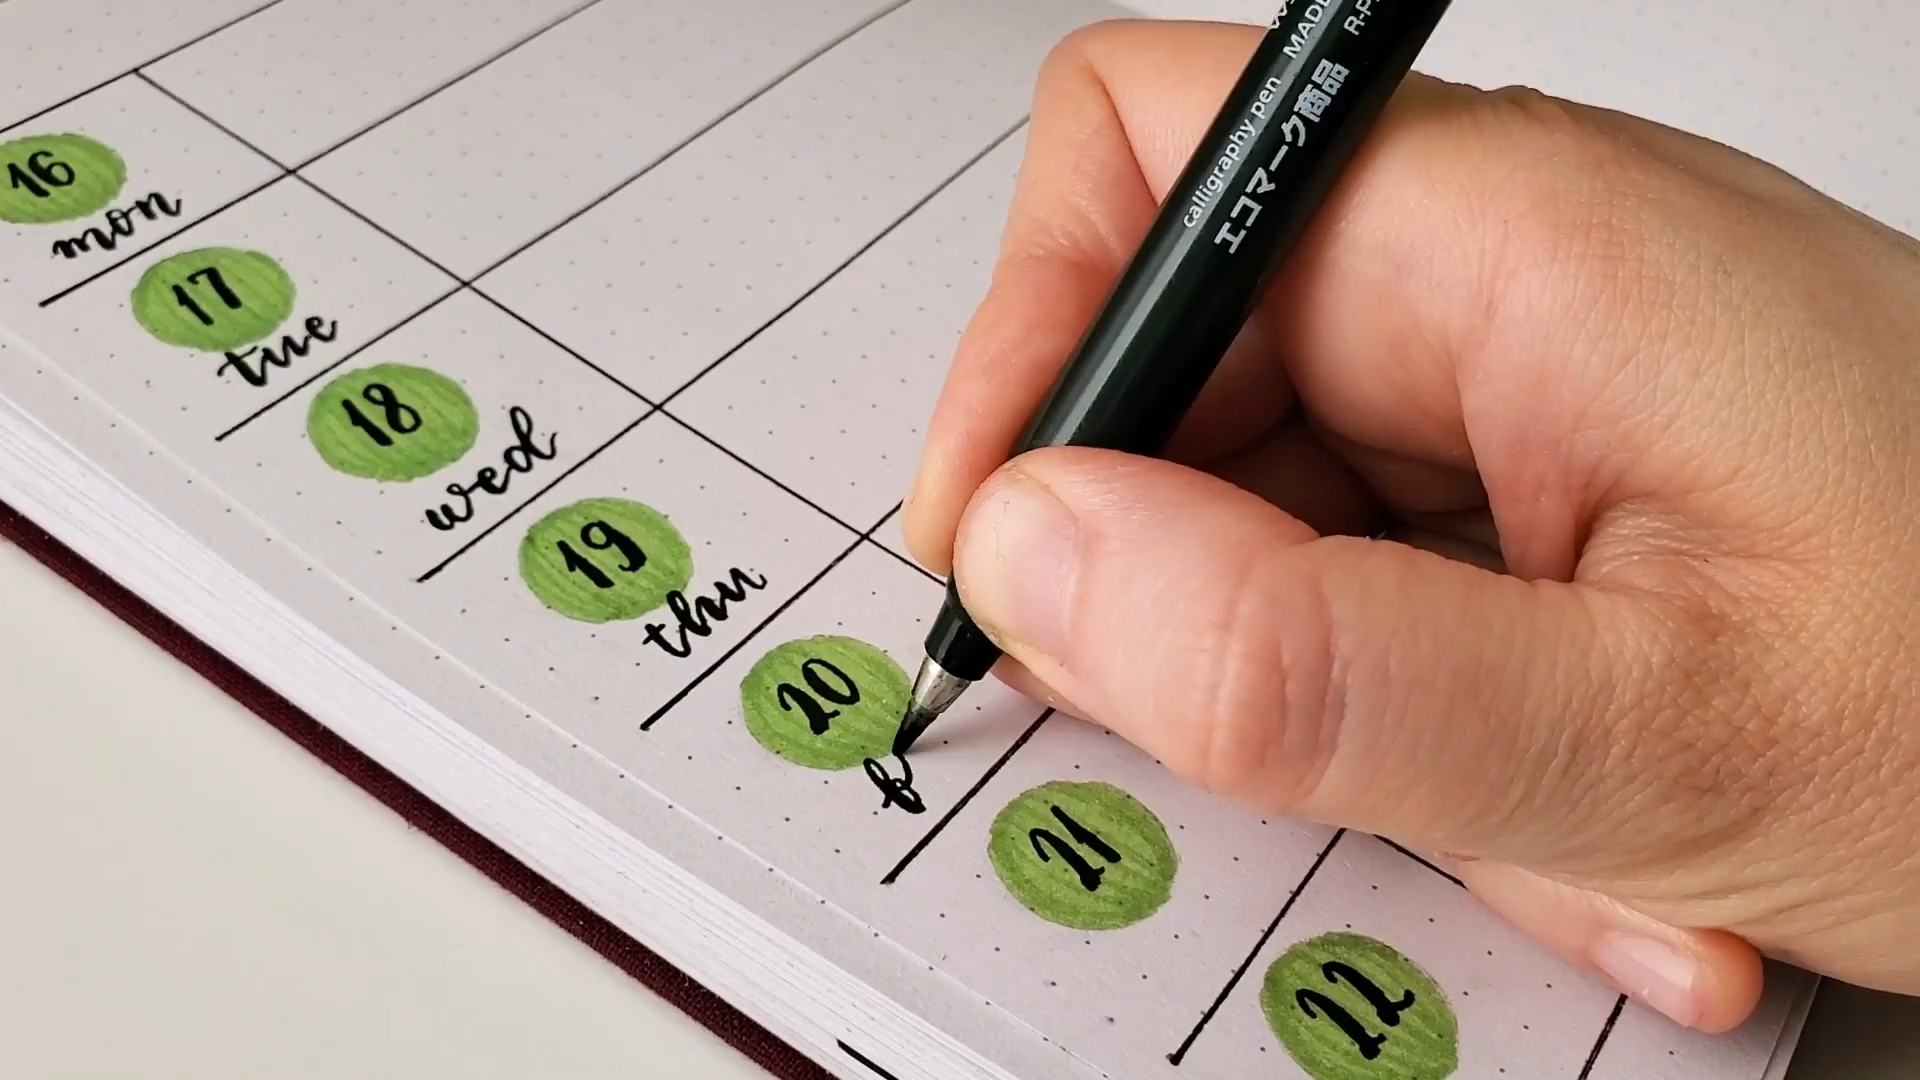 16
mon
17
tue
18
wed
19
thu
20
f
21
22
calligraphy pen MADE
エコマーク商品 R-P